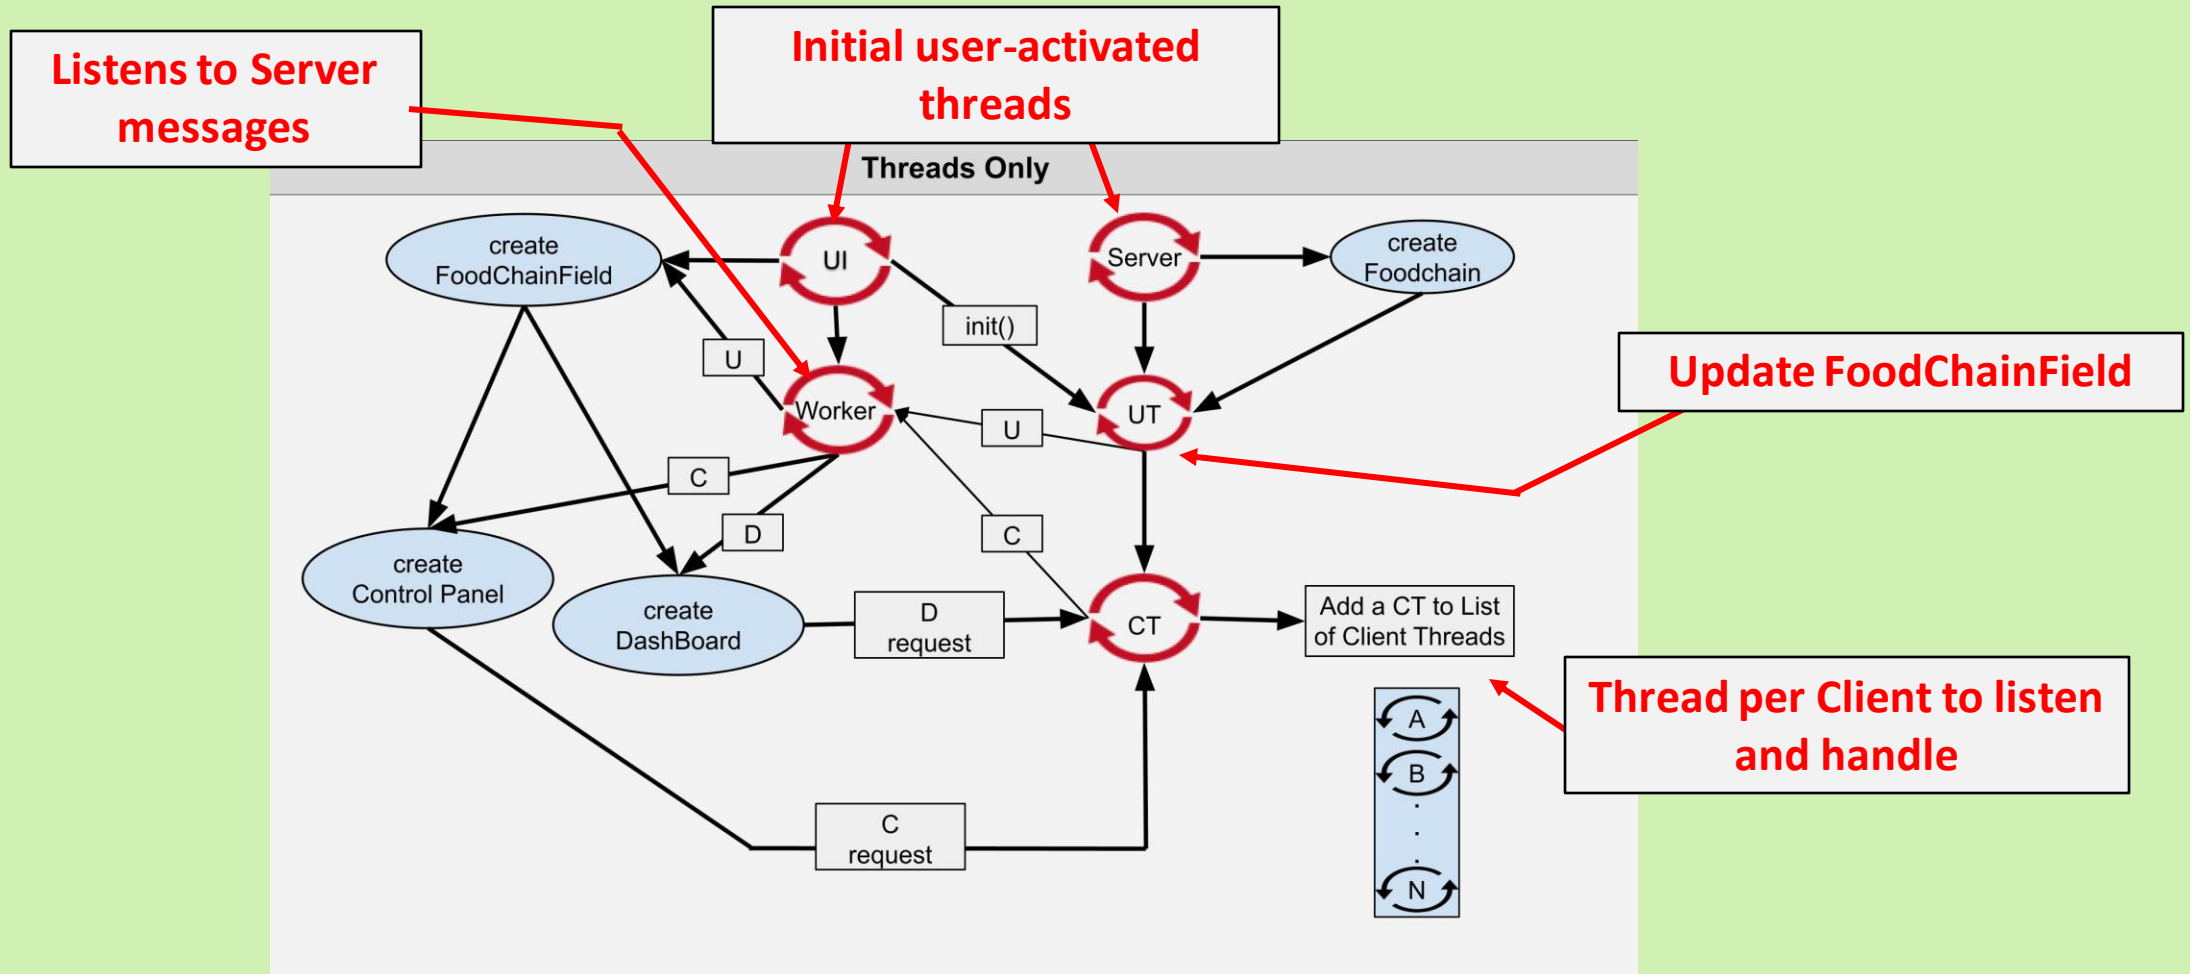 Listens to Server
messages
Initial user-activated
threads
Threads Only
create
FoodChainField
UI
Server
create
Foodchain
init()
U
Worker
UT
U
Update FoodChainField
C
D
C
create
Control Panel
create
DashBoard
D
request
CT
Add a CT to List
of Client Threads
Thread per Client to listen
and handle
A
B
.
.
.
N
C
request